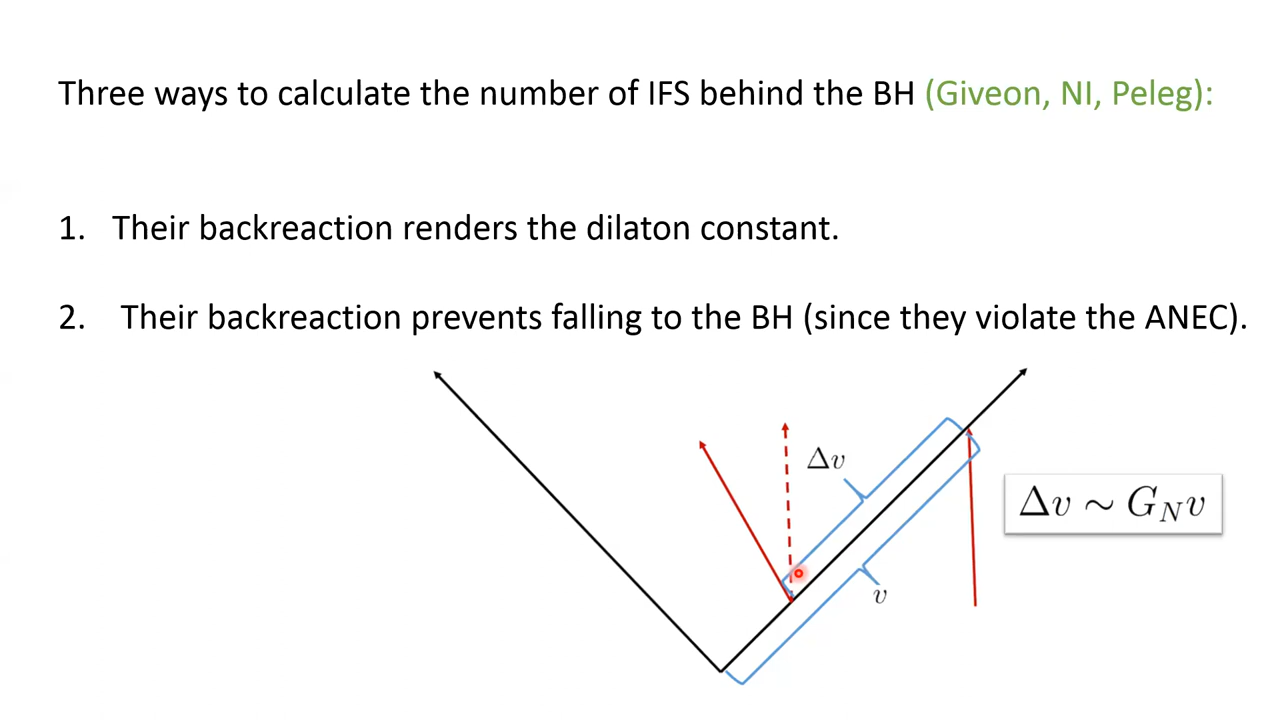 Three ways to calculate the number of IFS behind the BH (Giveon, NI, Peleg):
1. Their backreaction renders the dilaton constant.
2. Their backreaction prevents falling to the BH (since they violate the ANEC).
Δv
Δv ∼ G_N v
v